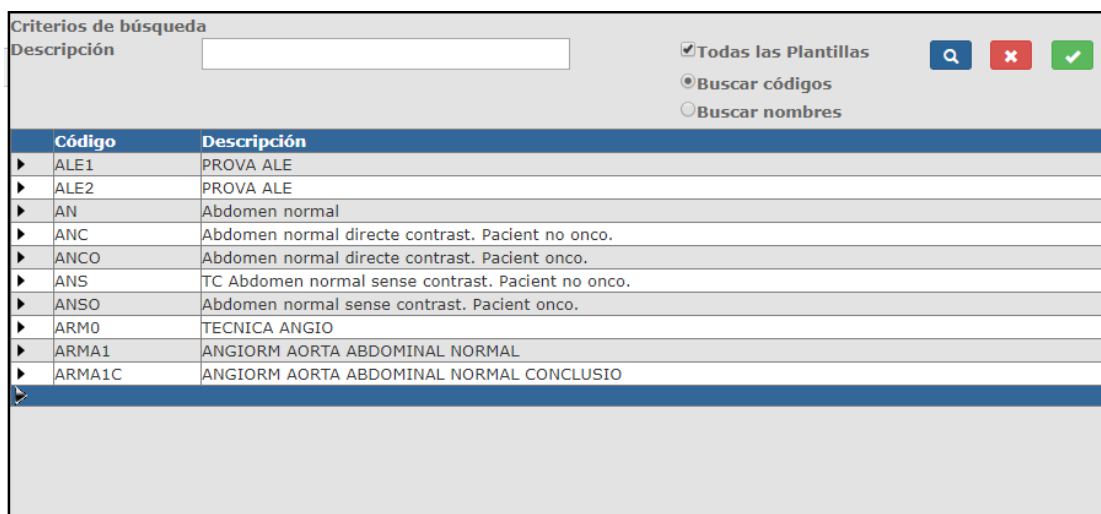 Criterios de búsqueda
Descripción
Todas las Plantillas
Buscar códigos
Buscar nombres
Código Descripción
ALE1 PROVA ALE
ALE2 PROVA ALE
AN Abdomen normal
ANC Abdomen normal directe contrast. Pacient no onco.
ANCO Abdomen normal directe contrast. Pacient onco.
ANS TC Abdomen normal sense contrast. Pacient no onco.
ANSO Abdomen normal sense contrast. Pacient onco.
ARM0 TECNICA ANGIO
ARMA1 ANGIORM AORTA ABDOMINAL NORMAL
ARMA1C ANGIORM AORTA ABDOMINAL NORMAL CONCLUSIO